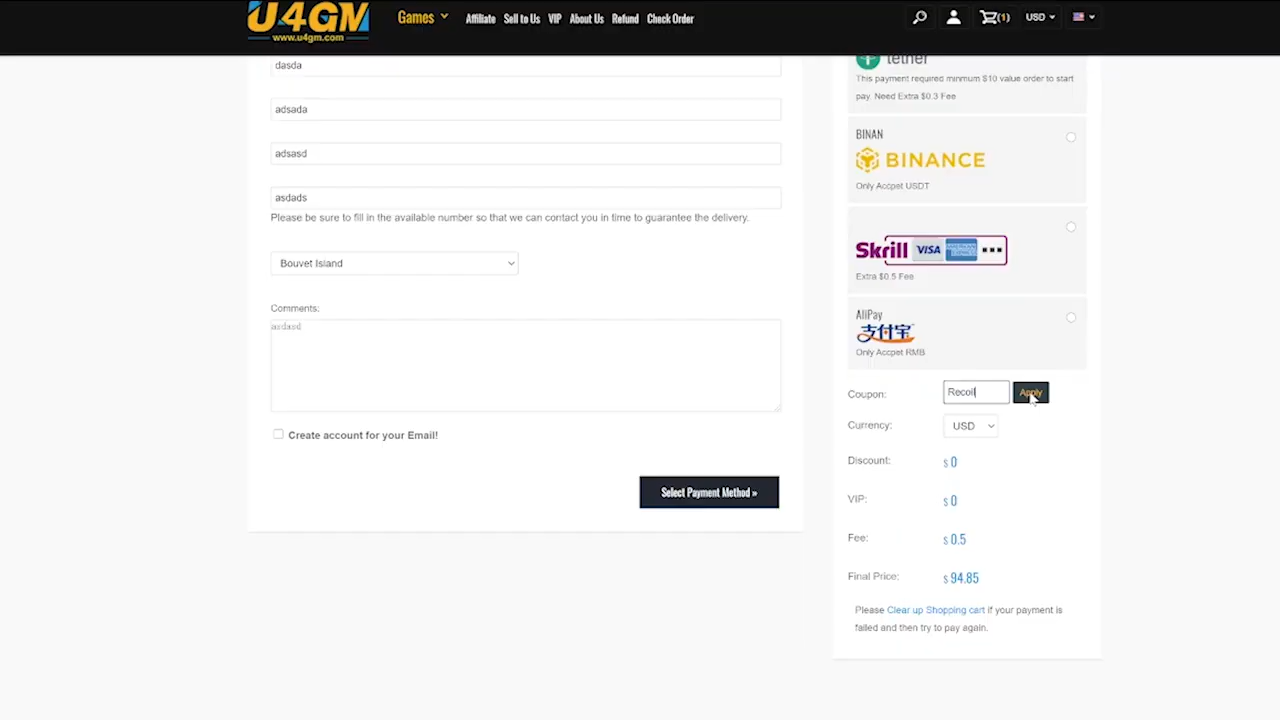 U4GM
www.u4gm.com
Games
Affiliate
Sell to Us
VIP
About Us
Refund
Check Order
(1)
USD
dasda
adsada
adsasd
asdads
Please be sure to fill in the available number so that we can contact you in time to guarantee the delivery.
Bouvet Island
Comments:
asdasd
Create account for your Email!
Select Payment Method »
tether
This payment required minmum $10 value order to start
pay. Need Extra $0.3 Fee
BINAN
BINANCE
Only Accpet USDT
Skrill VISA
Extra $0.5 Fee
AliPay
支付宝
Only Accpet RMB
Coupon:
Recoil
Apply
Currency:
USD
Discount:
$ 0
VIP:
$ 0
Fee:
$ 0.5
Final Price:
$ 94.85
Please Clear up Shopping cart if your payment is
failed and then try to pay again.